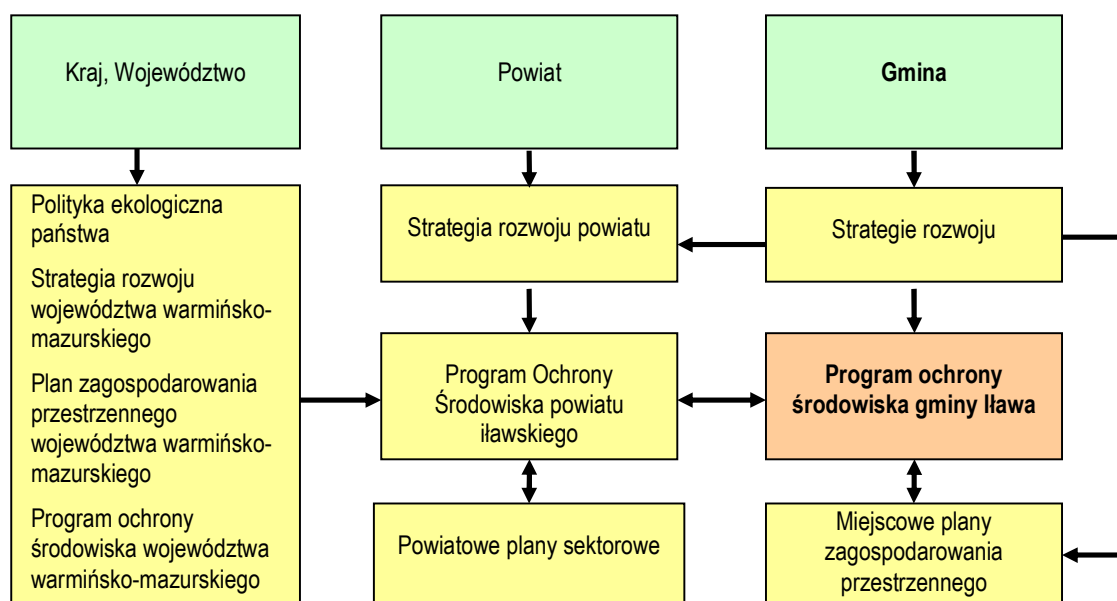 Kraj, Województwo
Powiat
Gmina
Polityka ekologiczna
państwa
Strategia rozwoju
województwa warmińsko-
mazurskiego
Plan zagospodarowania
przestrzennego
województwa warmińsko-
mazurskiego
Program ochrony
środowiska województwa
warmińsko-mazurskiego
Strategia rozwoju powiatu
Program Ochrony
Środowiska powiatu
iławskiego
Powiatowe plany sektorowe
Strategie rozwoju
Program ochrony
środowiska gminy Iława
Miejscowe plany
zagospodarowania
przestrzennego